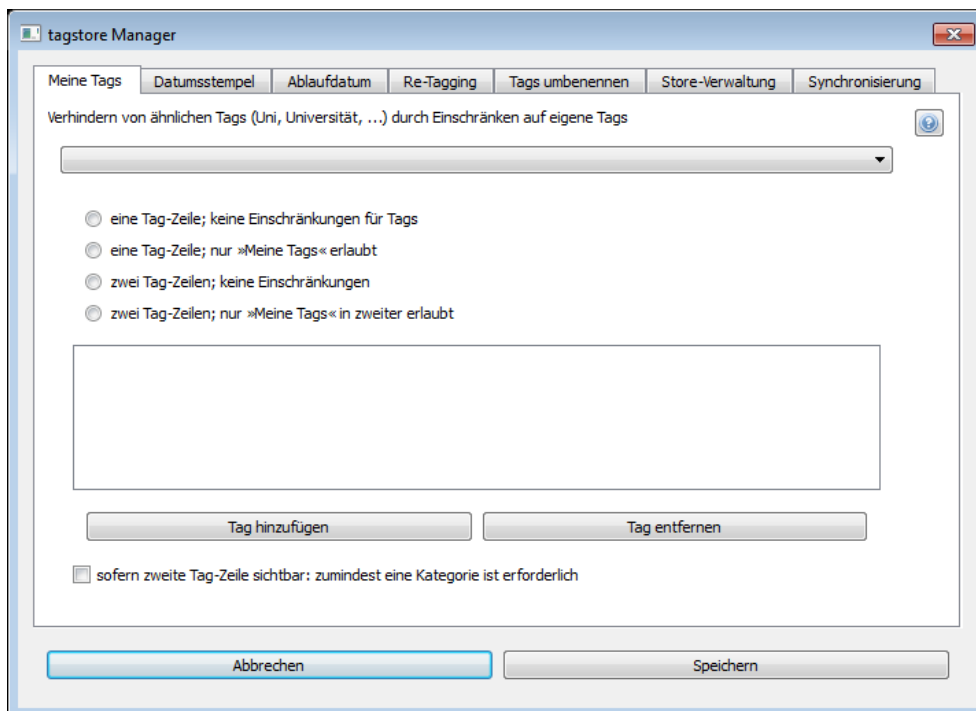 tagstore Manager
Meine Tags Datumsstempel Ablaufdatum Re-Tagging Tags umbenennen Store-Verwaltung Synchronisierung
Verhindern von ähnlichen Tags (Uni, Universität, ...) durch Einschränken auf eigene Tags
eine Tag-Zeile; keine Einschränkungen für Tags
eine Tag-Zeile; nur »Meine Tags« erlaubt
zwei Tag-Zeilen; keine Einschränkungen
zwei Tag-Zeilen; nur »Meine Tags« in zweiter erlaubt
Tag hinzufügen Tag entfernen
sofern zweite Tag-Zeile sichtbar: zumindest eine Kategorie ist erforderlich
Abbrechen Speichern